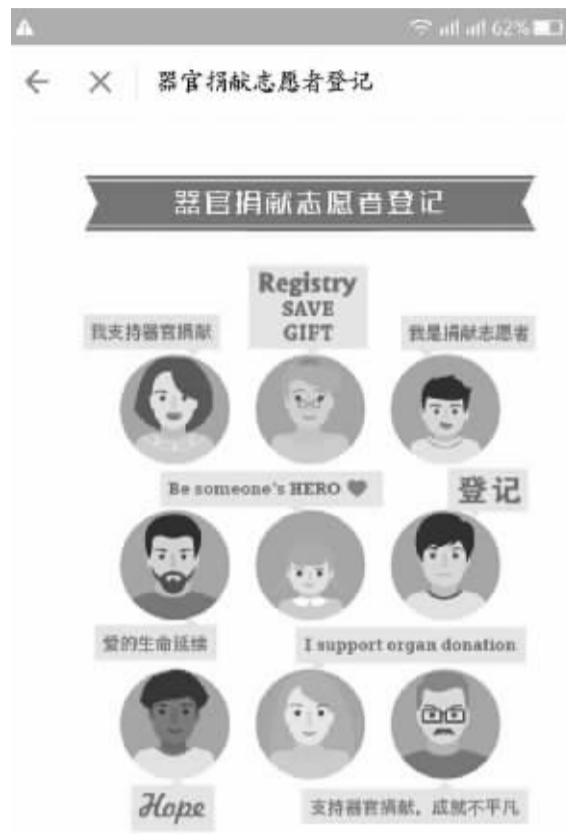 62%
器官捐献志愿者登记
器官捐献志愿者登记
Registry
SAVE
GIFT
我支持器官捐献
我是捐献志愿者
Be someone's HERO
登记
爱的生命延续
I support organ donation
Hope
支持器官捐献，成就不平凡